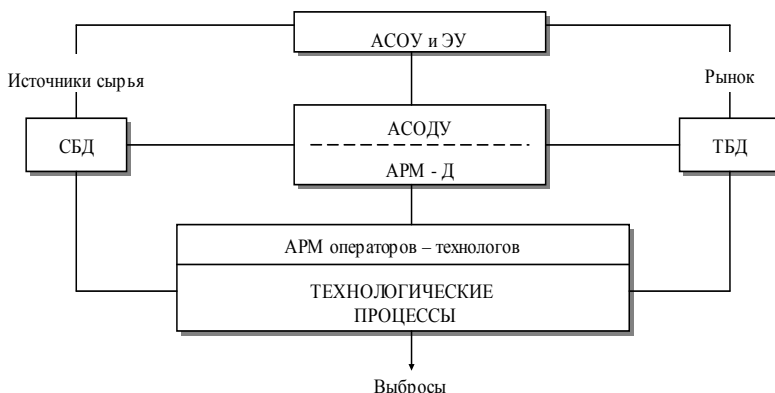 АСОУ и ЭУ
Источники сырья
Рынок
АСОДУ
СБД
ТБД
АРМ - Д
АРМ операторов – технологов
ТЕХНОЛОГИЧЕСКИЕ
ПРОЦЕССЫ
Выбросы